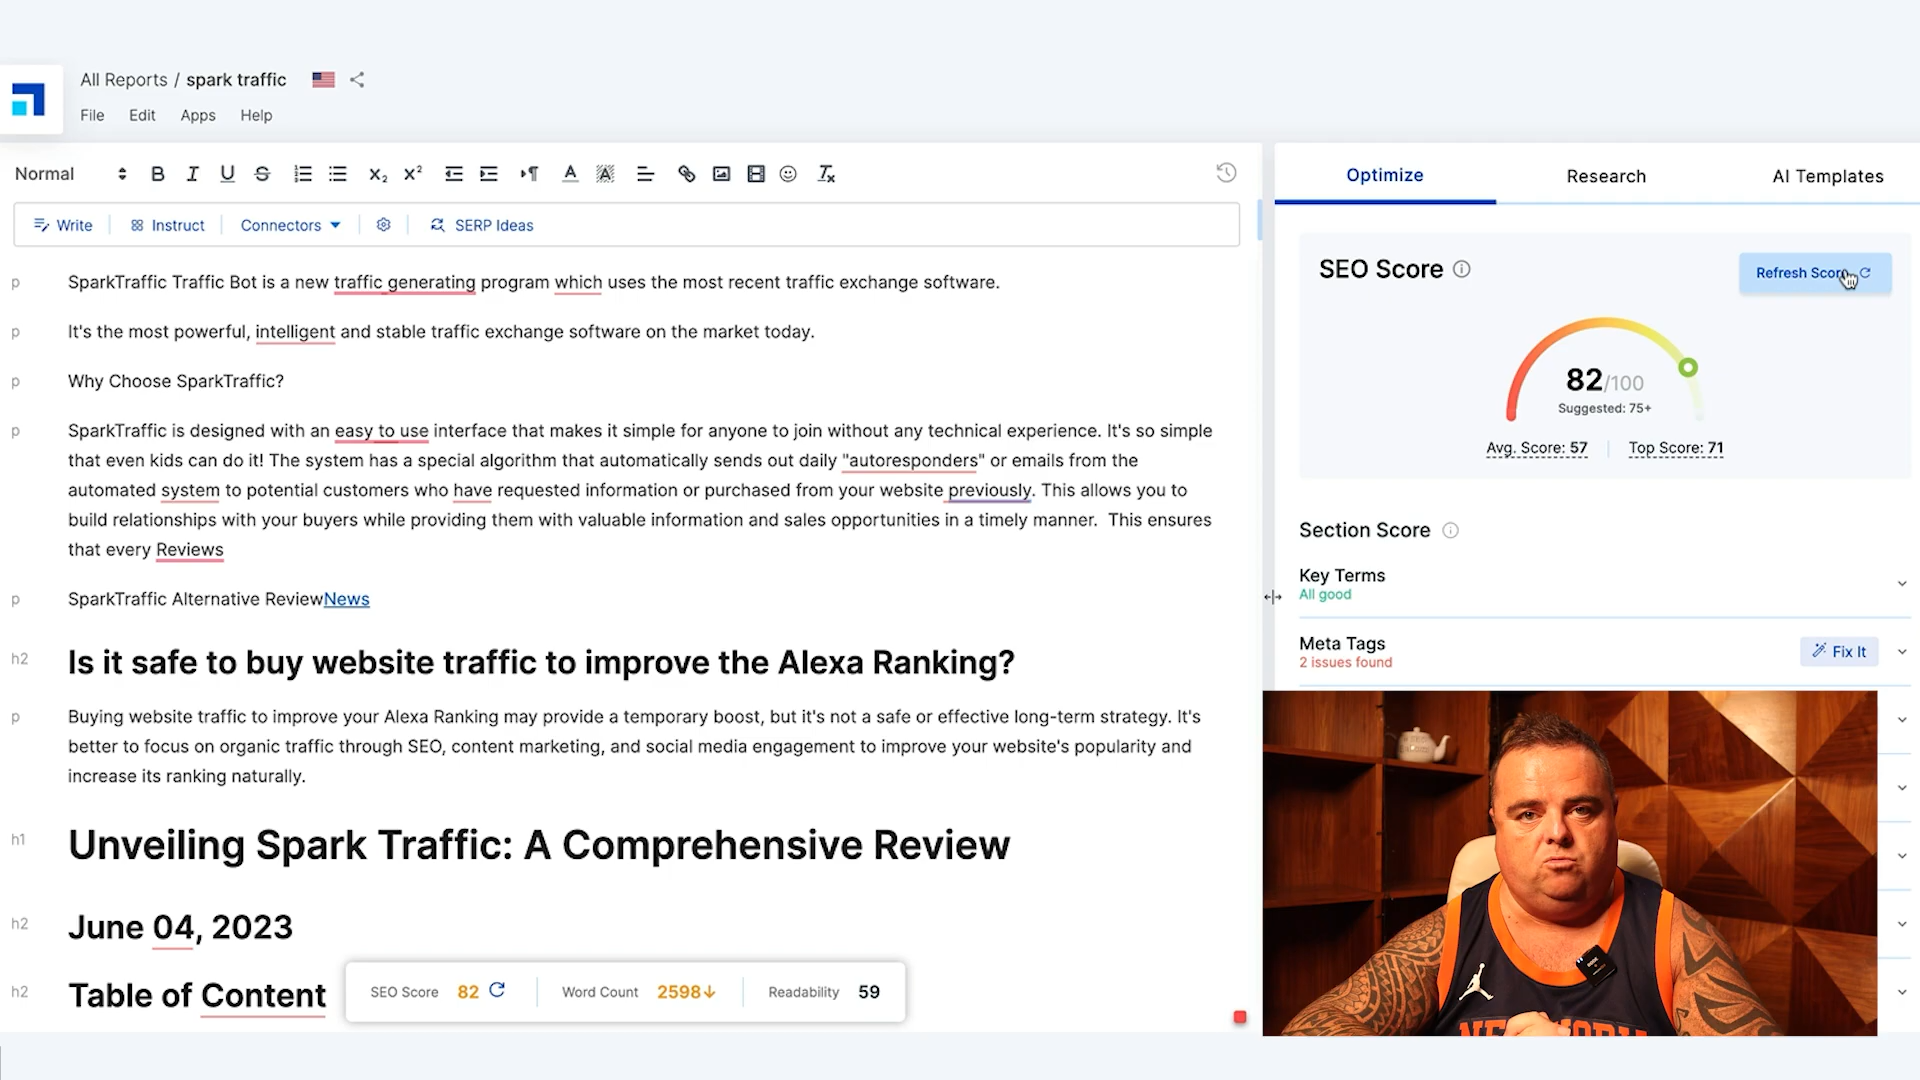 All Reports / spark traffic
File Edit Apps Help
Normal
Write Instruct Connectors SERP Ideas
p SparkTraffic Traffic Bot is a new traffic generating program which uses the most recent traffic exchange software.
p It's the most powerful, intelligent and stable traffic exchange software on the market today.
p Why Choose SparkTraffic?
p SparkTraffic is designed with an easy to use interface that makes it simple for anyone to join without any technical experience. It's so simple
that even kids can do it! The system has a special algorithm that automatically sends out daily "autoresponders" or emails from the
automated system to potential customers who have requested information or purchased from your website previously. This allows you to
build relationships with your buyers while providing them with valuable information and sales opportunities in a timely manner.  This ensures
that every Reviews
p SparkTraffic Alternative ReviewNews
h2 Is it safe to buy website traffic to improve the Alexa Ranking?
p Buying website traffic to improve your Alexa Ranking may provide a temporary boost, but it's not a safe or effective long-term strategy. It's
better to focus on organic traffic through SEO, content marketing, and social media engagement to improve your website's popularity and
increase its ranking naturally.
h1 Unveiling Spark Traffic: A Comprehensive Review
h2 June 04, 2023
h2 Table of Content
SEO Score 82 Word Count 2598↓ Readability 59
Optimize Research AI Templates
SEO Score Refresh Score
82/100
Suggested: 75+
Avg. Score: 57 Top Score: 71
Section Score
Key Terms
All good
Meta Tags
2 issues found
Fix It